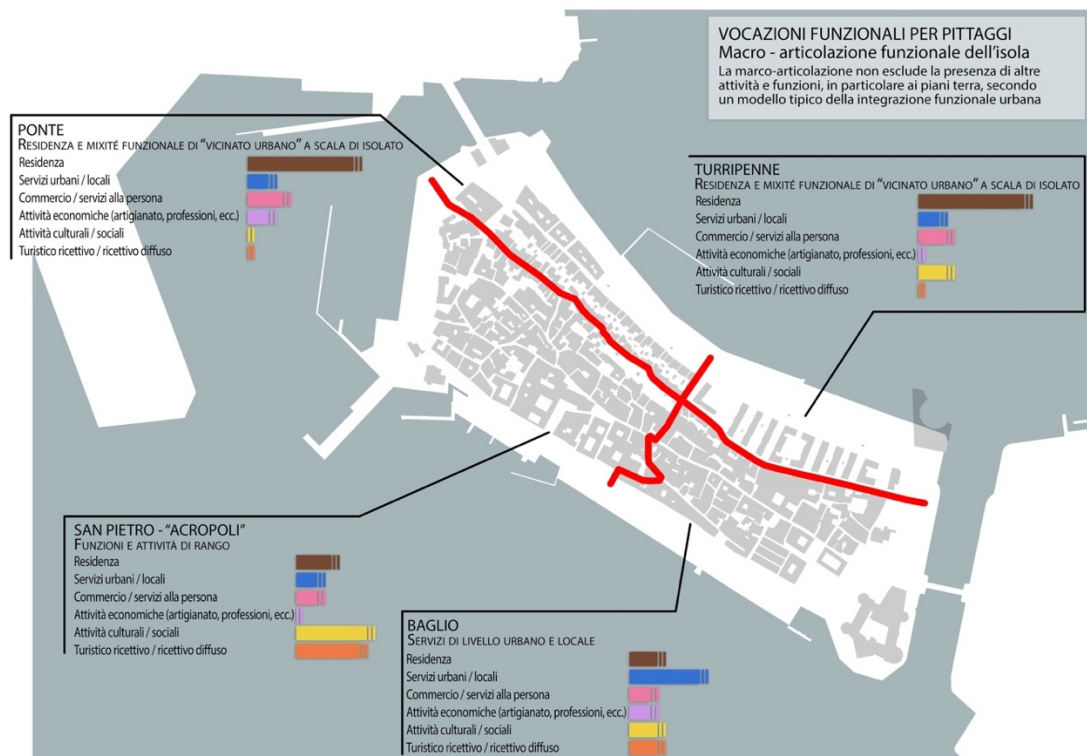 VOCAZIONI FUNZIONALI PER PITTAGGI
Macro - articolazione funzionale dell'isola
La marco-articolazione non esclude la presenza di altre
attività e funzioni, in particolare ai piani terra, secondo
un modello tipico della integrazione funzionale urbana
PONTE
RESIDENZA E MIXITÉ FUNZIONALE DI "VICINATO URBANO" A SCALA DI ISOLATO
Residenza
Servizi urbani / locali
Commercio / servizi alla persona
Attività economiche (artigianato, professioni, ecc.)
Attività culturali / sociali
Turistico ricettivo / ricettivo diffuso
TURRIPENNE
RESIDENZA E MIXITÉ FUNZIONALE DI "VICINATO URBANO" A SCALA DI ISOLATO
Residenza
Servizi urbani / locali
Commercio / servizi alla persona
Attività economiche (artigianato, professioni, ecc.)
Attività culturali / sociali
Turistico ricettivo / ricettivo diffuso
SAN PIETRO - "ACROPOLI"
FUNZIONI E ATTIVITÀ DI RANGO
Residenza
Servizi urbani / locali
Commercio / servizi alla persona
Attività economiche (artigianato, professioni, ecc.)
Attività culturali / sociali
Turistico ricettivo / ricettivo diffuso
BAGLIO
SERVIZI DI LIVELLO URBANO E LOCALE
Residenza
Servizi urbani / locali
Commercio / servizi alla persona
Attività economiche (artigianato, professioni, ecc.)
Attività culturali / sociali
Turistico ricettivo / ricettivo diffuso